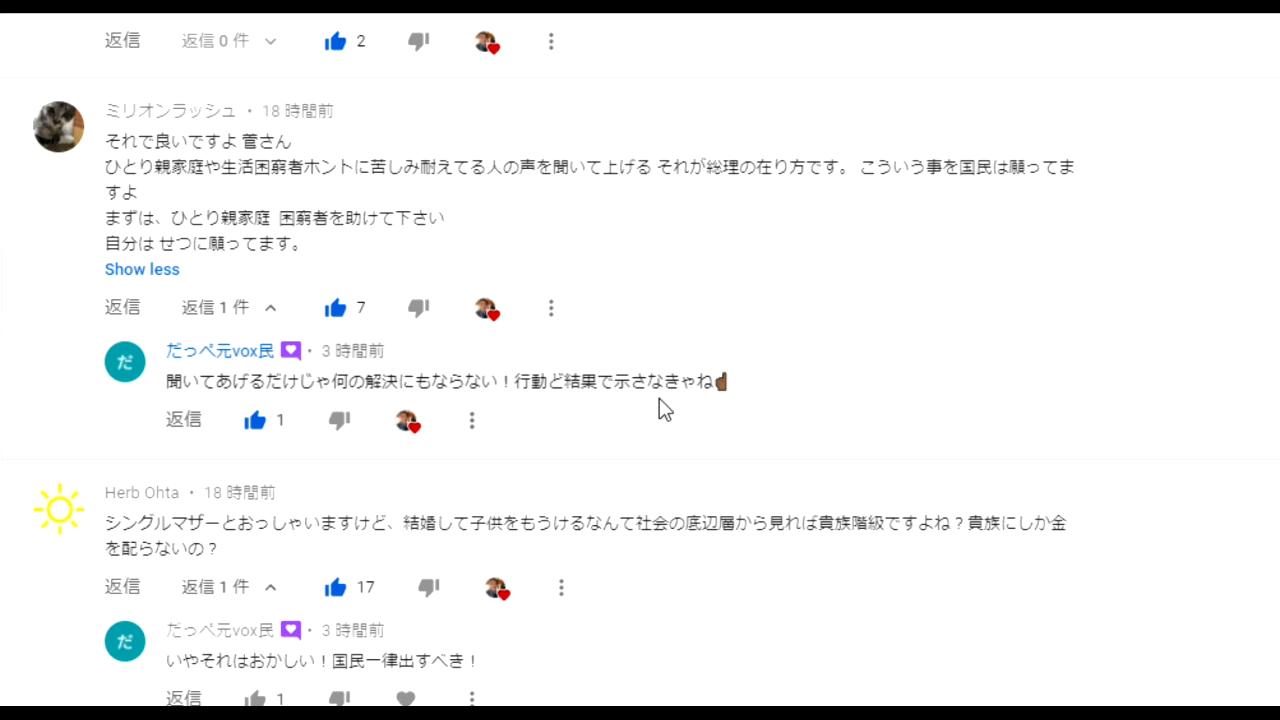 返信 返信 0 件 2
ミリオンラッシュ ・ 18 時間前
それで良いですよ 菅さん
ひとり親家庭や生活困窮者ホントに苦しみ耐えてる人の声を聞いて上げる それが総理の在り方です。 こういう事を国民は願ってま
すよ
まずは、ひとり親家庭 困窮者を助けて下さい
自分は せつに願ってます。
Show less
返信 返信 1 件 7
だ
だっぺ元vox民 ・ 3 時間前
聞いてあげるだけじゃ何の解決にもならない！行動ど結果で示さなきゃね☝🏾
返信 1
Herb Ohta ・ 18 時間前
シングルマザーとおっしゃいますけど、結婚して子供をもうけるなんて社会の底辺層から見れば貴族階級ですよね？貴族にしか金
を配らないの？
返信 返信 1 件 17
だ
だっぺ元vox民 ・ 3 時間前
いやそれはおかしい！国民一律出すべき！
返信 1